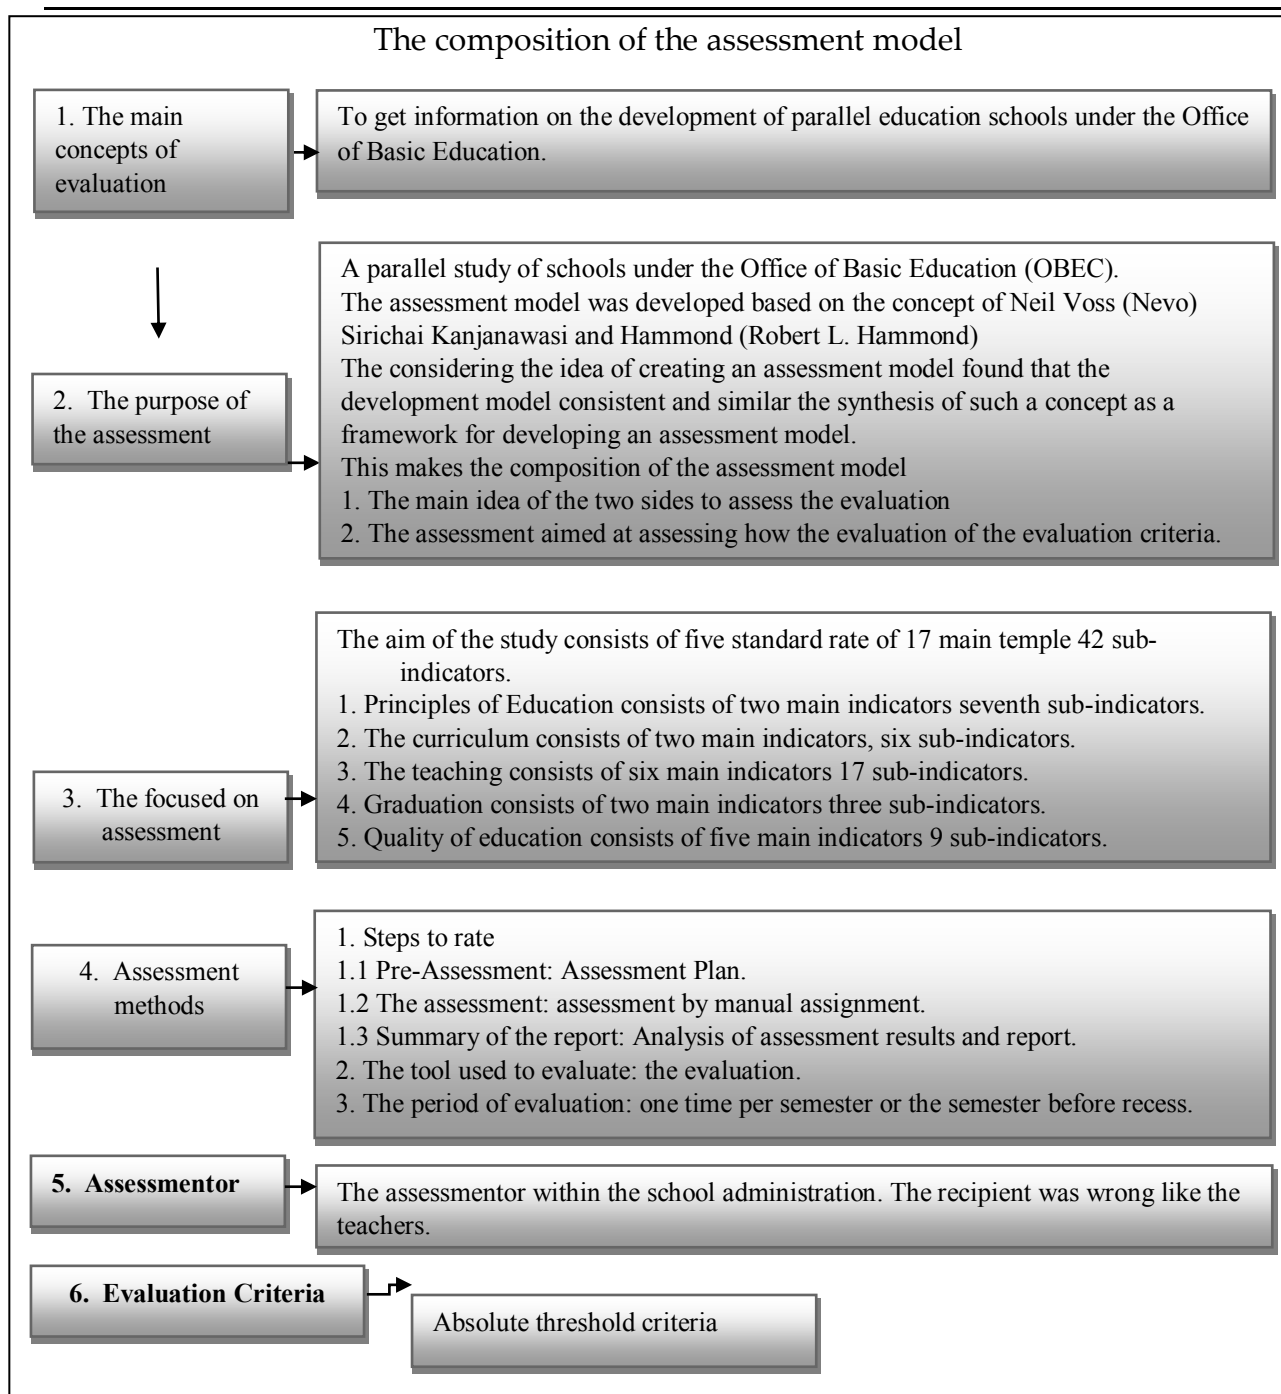 The composition of the assessment model
1. The main
concepts of
evaluation
To get information on the development of parallel education schools under the Office
of Basic Education.
2. The purpose of
the assessment
A parallel study of schools under the Office of Basic Education (OBEC).
The assessment model was developed based on the concept of Neil Voss (Nevo)
Sirichai Kanjanawasi and Hammond (Robert L. Hammond)
The considering the idea of creating an assessment model found that the
development model consistent and similar the synthesis of such a concept as a
framework for developing an assessment model.
This makes the composition of the assessment model
1. The main idea of the two sides to assess the evaluation
2. The assessment aimed at assessing how the evaluation of the evaluation criteria.
3. The focused on
assessment
The aim of the study consists of five standard rate of 17 main temple 42 sub-
indicators.
1. Principles of Education consists of two main indicators seventh sub-indicators.
2. The curriculum consists of two main indicators, six sub-indicators.
3. The teaching consists of six main indicators 17 sub-indicators.
4. Graduation consists of two main indicators three sub-indicators.
5. Quality of education consists of five main indicators 9 sub-indicators.
4. Assessment
methods
1. Steps to rate
1.1 Pre-Assessment: Assessment Plan.
1.2 The assessment: assessment by manual assignment.
1.3 Summary of the report: Analysis of assessment results and report.
2. The tool used to evaluate: the evaluation.
3. The period of evaluation: one time per semester or the semester before recess.
5. Assessmentor
The assessmentor within the school administration. The recipient was wrong like the
teachers.
6. Evaluation Criteria
Absolute threshold criteria